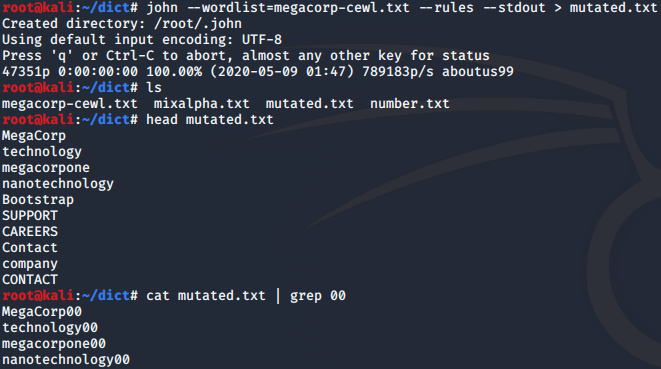 root@kali:~/dict# john --wordlist=megacorp-cewl.txt --rules --stdout > mutated.txt
Created directory: /root/.john
Using default input encoding: UTF-8
Press 'q' or Ctrl-C to abort, almost any other key for status
47351p 0:00:00:00 100.00% (2020-05-09 01:47) 789183p/s aboutus99
root@kali:~/dict# ls
megacorp-cewl.txt  mixalpha.txt  mutated.txt  number.txt
root@kali:~/dict# head mutated.txt
MegaCorp
technology
megacorpone
nanotechnology
Bootstrap
SUPPORT
CAREERS
Contact
company
CONTACT
root@kali:~/dict# cat mutated.txt | grep 00
MegaCorp00
technology00
megacorpone00
nanotechnology00